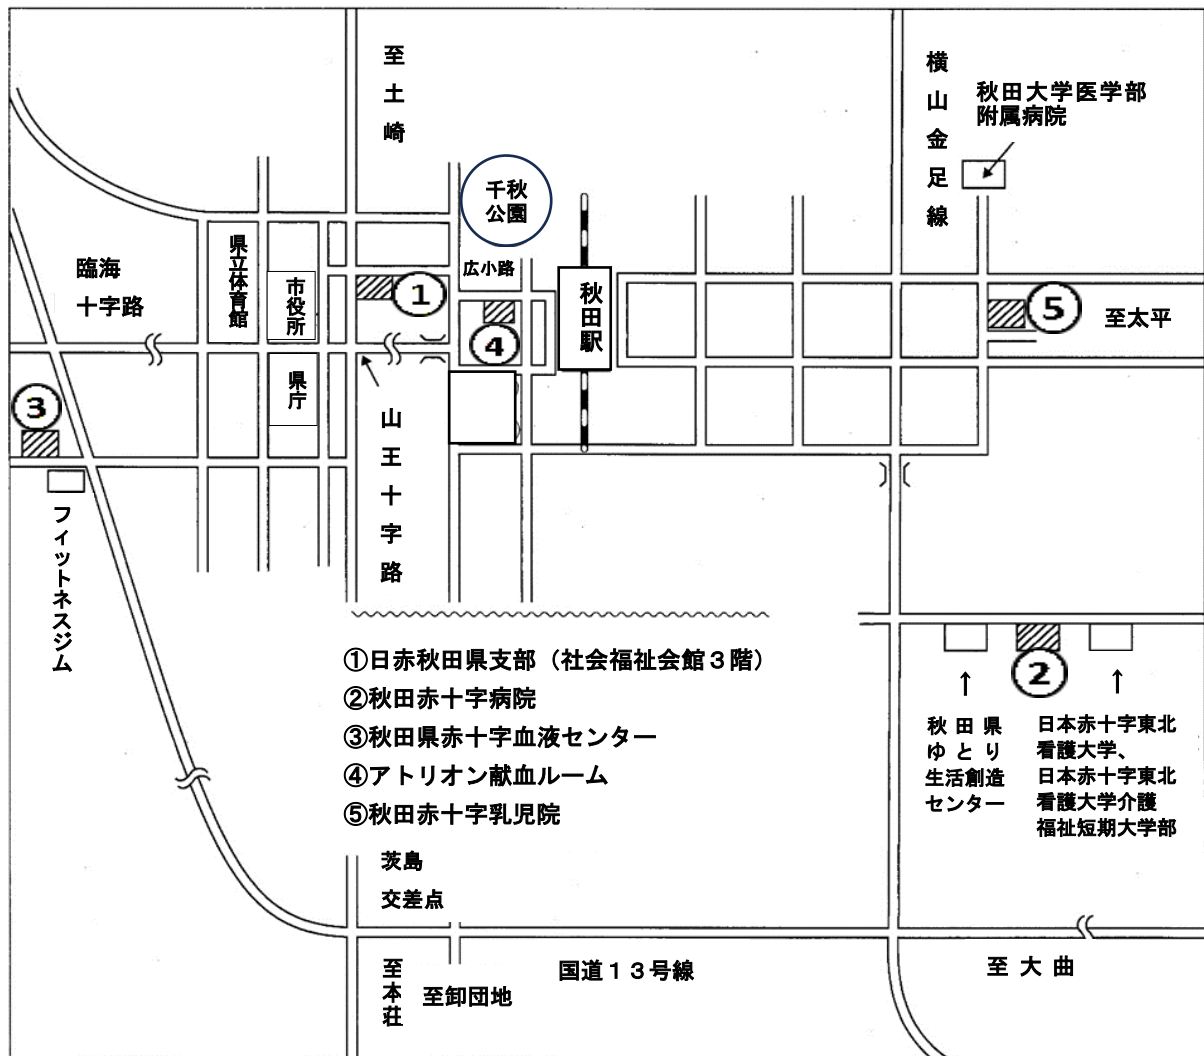 至土崎
横山金足線
秋田大学医学部
附属病院
千秋
公園
臨海
十字路
県立体育館
市役所
広小路
秋田駅
①
⑤
至太平
④
県庁
③
山王十字路
フィットネスジム
①日赤秋田県支部（社会福祉会館３階）
②秋田赤十字病院
③秋田県赤十字血液センター
④アトリオン献血ルーム
⑤秋田赤十字乳児院
②
↑
↑
秋田県
ゆとり
生活創造
センター
日本赤十字東北
看護大学、
日本赤十字東北
看護大学介護
福祉短期大学部
茨島
交差点
至本荘
至卸団地
国道１３号線
至大曲